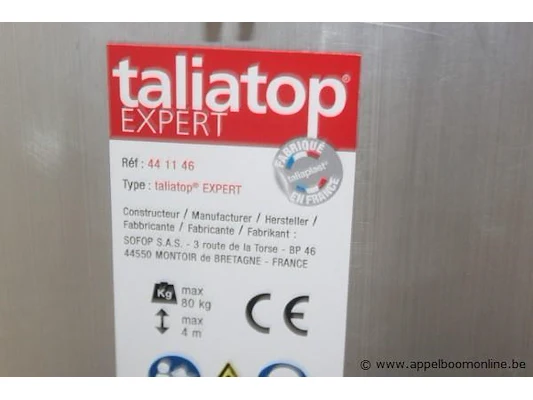 taliatop®
EXPERT
FABRIQUÉ
taliaplast®
EN FRANCE
Réf : 44 11 46
Type : taliatop® EXPERT
Constructeur / Manufacturer / Hersteller /
Fabbricante / Fabricante / Fabrikant :
SOFOP S.A.S. - 3 route de la Torse - BP 46
44550 MONTOIR de BRETAGNE - FRANCE
Kg
max
80 kg
max
4 m
CE
© www.appelboomonline.be